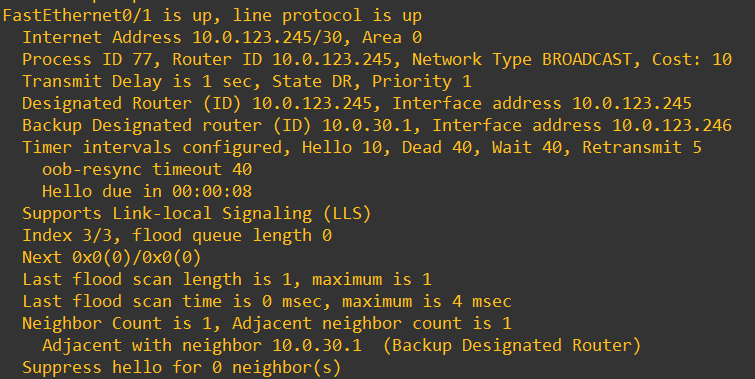 FastEthernet0/1 is up, line protocol is up
Internet Address 10.0.123.245/30, Area 0
Process ID 77, Router ID 10.0.123.245, Network Type BROADCAST, Cost: 10
Transmit Delay is 1 sec, State DR, Priority 1
Designated Router (ID) 10.0.123.245, Interface address 10.0.123.245
Backup Designated router (ID) 10.0.30.1, Interface address 10.0.123.246
Timer intervals configured, Hello 10, Dead 40, Wait 40, Retransmit 5
oob-resync timeout 40
Hello due in 00:00:08
Supports Link-local Signaling (LLS)
Index 3/3, flood queue length 0
Next 0x0(0)/0x0(0)
Last flood scan length is 1, maximum is 1
Last flood scan time is 0 msec, maximum is 4 msec
Neighbor Count is 1, Adjacent neighbor count is 1
Adjacent with neighbor 10.0.30.1  (Backup Designated Router)
Suppress hello for 0 neighbor(s)